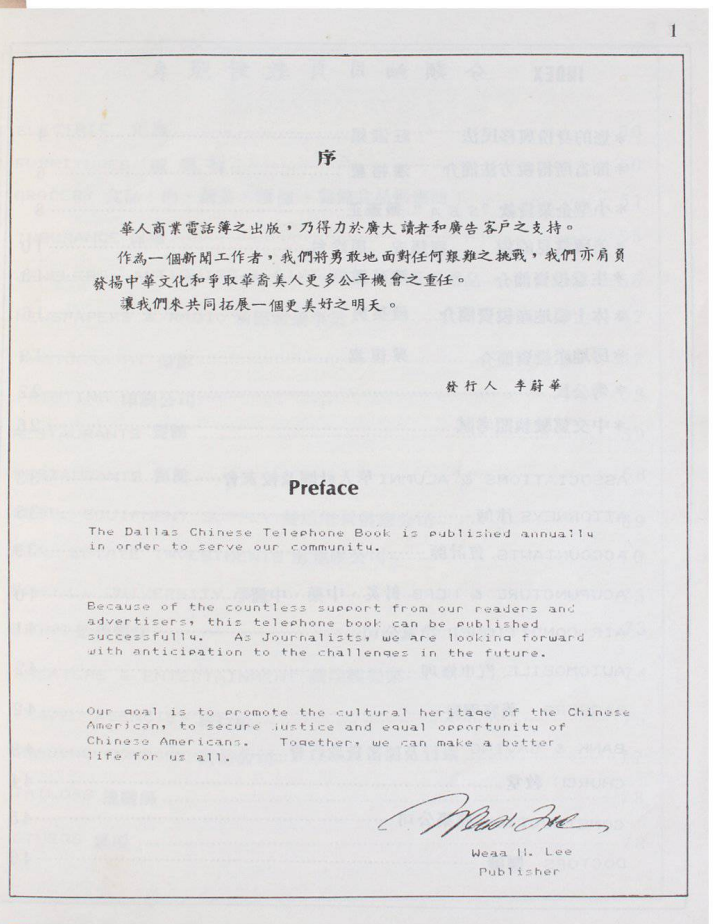 1
序
華人商業電話簿之出版，乃得力於廣大讀者和廣告客戶之支持。
作為一個新聞工作者，我們將勇敢地面對任何艱難之挑戰，我們亦肩負
發揚中華文化和爭取華裔美人更多公平機會之重任。
讓我們來共同拓展一個更美好之明天。
發行人 李蔚華
Preface
The Dallas Chinese Telephone Book is published annually
in order to serve our community.
Because of the countless support from our readers and
advertisers, this telephone book can be published
successfully. As Journalists, we are looking forward
with anticipation to the challenges in the future.
Our goal is to promote the cultural heritage of the Chinese
American, to secure justice and equal opportunity of
Chinese Americans. Together, we can make a better
life for us all.
Weaa H. Lee
Publisher